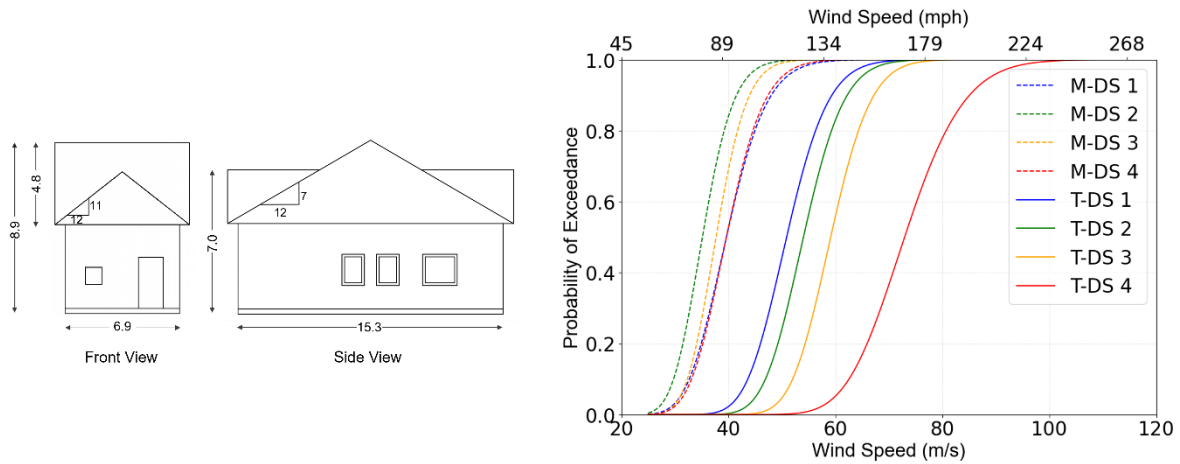 8.9
4.8
11
12
6.9
Front View
7.0
7
12
15.3
Side View
Wind Speed (mph)
45 89 134 179 224 268
Probability of Exceedance
1.0
0.8
0.6
0.4
0.2
0.0
20 40 60 80 100 120
Wind Speed (m/s)
M-DS 1
M-DS 2
M-DS 3
M-DS 4
T-DS 1
T-DS 2
T-DS 3
T-DS 4